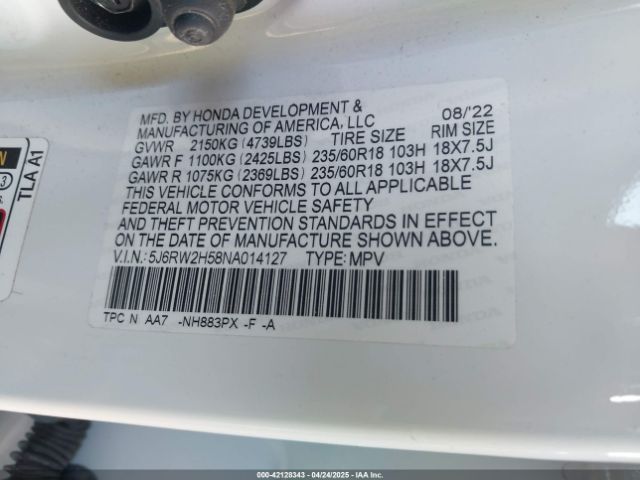 MFD. BY HONDA DEVELOPMENT & 08/'22
MANUFACTURING OF AMERICA, LLC
GVWR 2150KG (4739LBS) TIRE SIZE RIM SIZE
GAWR F 1100KG (2425LBS) 235/60R18 103H 18X7.5J
GAWR R 1075KG (2369LBS) 235/60R18 103H 18X7.5J
THIS VEHICLE CONFORMS TO ALL APPLICABLE
FEDERAL MOTOR VEHICLE SAFETY
AND THEFT PREVENTION STANDARDS IN EFFECT
ON THE DATE OF MANUFACTURE SHOWN ABOVE.
V.I.N.: 5J6RW2H58NA014127 TYPE: MPV
TPC N AA7 -NH883PX -F -A
TLA A1
N
3
000-42128343 - 04/24/2025 - COPYRIGHT IAA, LLC.